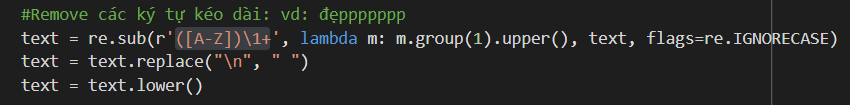 #Remove các ký tự kéo dài: vd: đẹppppppp
text = re.sub(r'([A-Z])\1+', lambda m: m.group(1).upper(), text, flags=re.IGNORECASE)
text = text.replace("\n", " ")
text = text.lower()